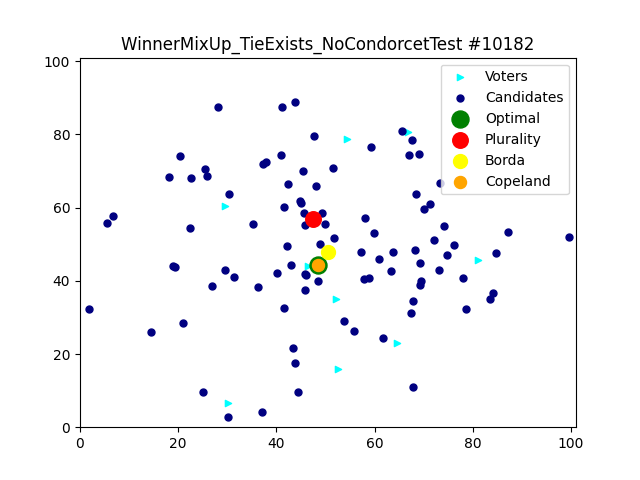 WinnerMixUp_TieExists_NoCondorcetTest #10182
Voters
Candidates
Optimal
Plurality
Borda
Copeland
100
80
60
40
20
0
0 20 40 60 80 100